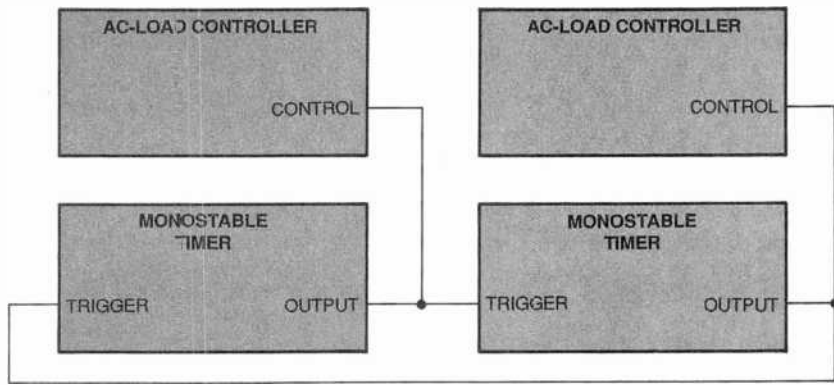 AC-LOAD CONTROLLER
CONTROL
AC-LOAD CONTROLLER
CONTROL
MONOSTABLE
TIMER
TRIGGER
OUTPUT
MONOSTABLE
TIMER
TRIGGER
OUTPUT